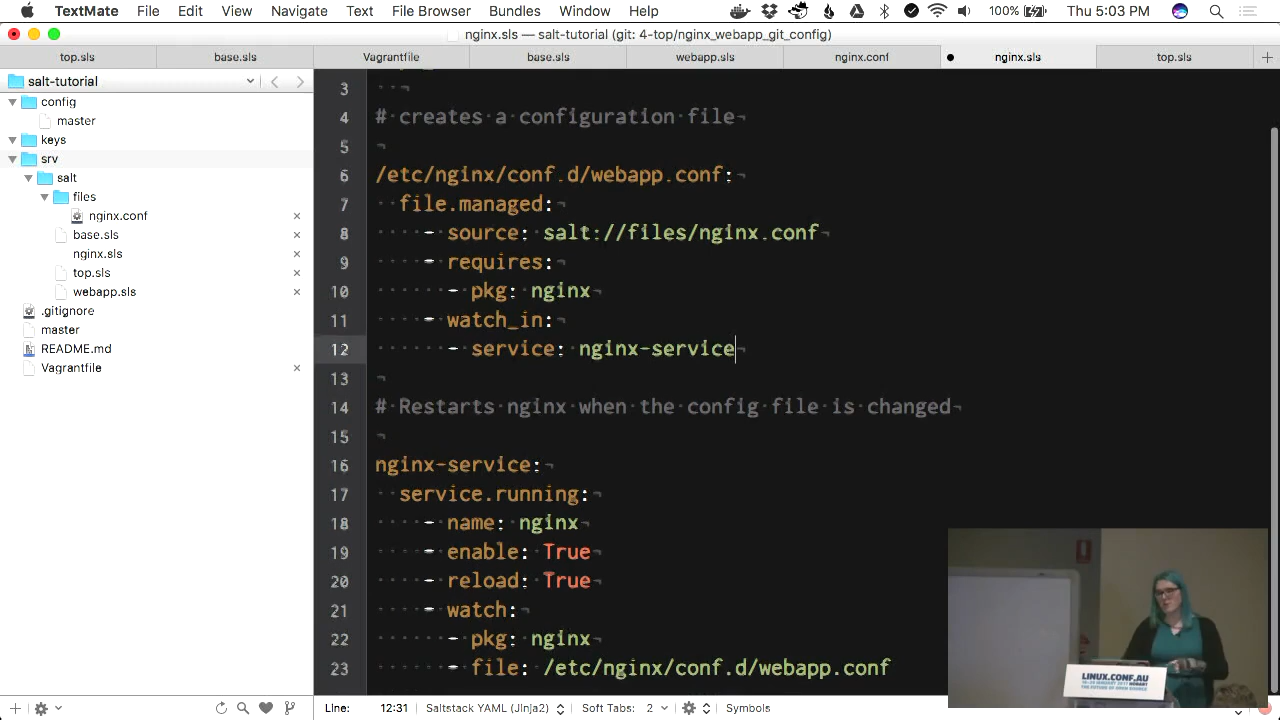 TextMate File Edit View Navigate Text File Browser Bundles Window Help 100% Thu 5:03 PM
nginx.sls — salt-tutorial (git: 4-top/nginx_webapp_git_config)
top.sls base.sls Vagrantfile base.sls webapp.sls nginx.conf nginx.sls top.sls
salt-tutorial
config
master
keys
srv
salt
files
nginx.conf
base.sls
nginx.sls
top.sls
webapp.sls
.gitignore
master
README.md
Vagrantfile
3
4 # creates a configuration file
5
6 /etc/nginx/conf.d/webapp.conf:
7 file.managed:
8 - source: salt://files/nginx.conf
9 - requires:
10 - pkg: nginx
11 - watch_in:
12 - service: nginx-service
13
14 # Restarts nginx when the config file is changed
15
16 nginx-service:
17 service.running:
18 - name: nginx
19 - enable: True
20 - reload: True
21 - watch:
22 - pkg: nginx
23 - file: /etc/nginx/conf.d/webapp.conf
Line: 12:31 SaltStack YAML (Jinja2) Soft Tabs: 2 Symbols
LINUX.CONF.AU
HOBART
THE FUTURE OF OPEN SOURCE